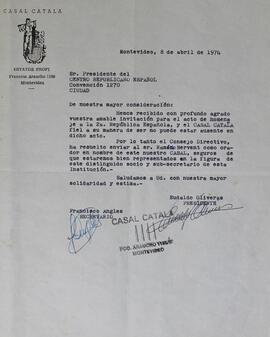 CASAL CATALÀ
ESTATGE PROPI
Francisco Araucho 1186
Montevideo
Montevideo, 8 de abril de 1974
Sr. Presidente del
CENTRO REPUBLICANO ESPAÑOL
Convención 1270
CIUDAD
De nuestra mayor consideración:
Hemos recibido con profundo agrado
vuestra amable invitación para el acto de homena
je a la 2a. República Española, y el CASAL CATALA
fiel a su manera de ser no puede estar ausente en
dicho acto.
Por lo tanto el Consejo Directivo,
ha resuelto enviar al sr. Ramón Servent como ora-
dor en nombre de este nuestro CASAL, seguros de
que estaremos bien representados en la figura de
este distinguido socio y sub-secretario de esta
Institución.
Saludamos a Ud. con nuestra mayor
solidaridad y estima.-
Eudaldo Oliveras
PRESIDENTE
Francisco Angles
SECRETARIO
CASAL CATALA
FCO. ARAUCHO
MONTEVIDEO